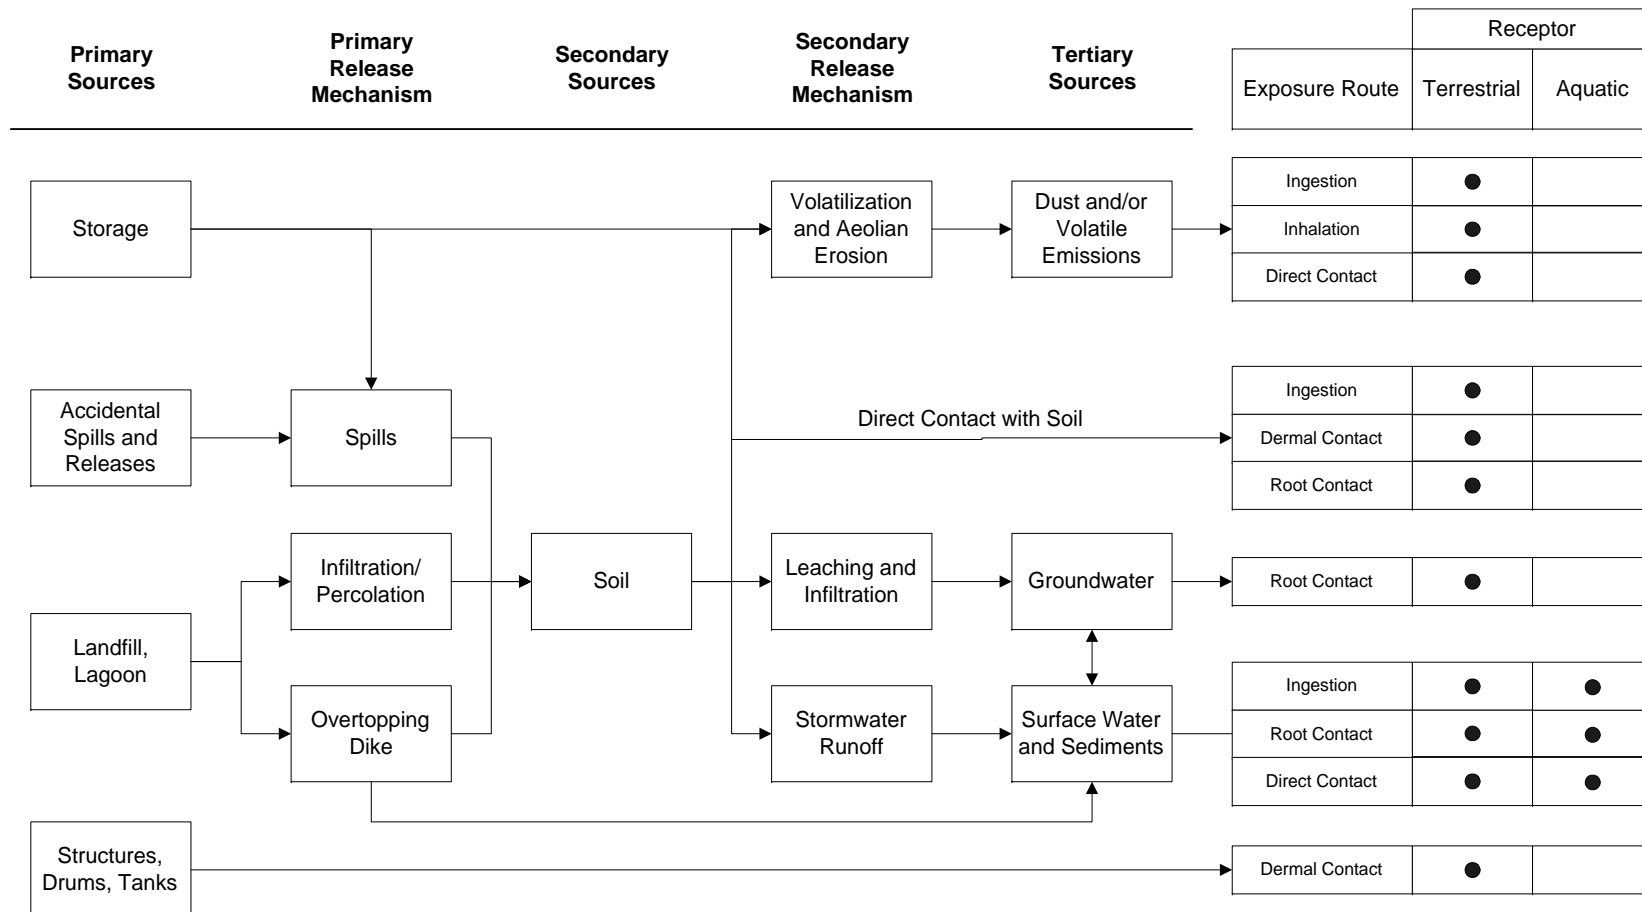 Primary
Sources
Primary
Release
Mechanism
Secondary
Sources
Secondary
Release
Mechanism
Tertiary
Sources
Receptor
Exposure Route
Terrestrial
Aquatic
Storage
Volatilization
and Aeolian
Erosion
Dust and/or
Volatile
Emissions
Ingestion
Inhalation
Direct Contact
Accidental
Spills and
Releases
Spills
Direct Contact with Soil
Ingestion
Dermal Contact
Root Contact
Landfill,
Lagoon
Infiltration/
Percolation
Soil
Leaching and
Infiltration
Groundwater
Root Contact
Overtopping
Dike
Stormwater
Runoff
Surface Water
and Sediments
Ingestion
Root Contact
Direct Contact
Structures,
Drums, Tanks
Dermal Contact